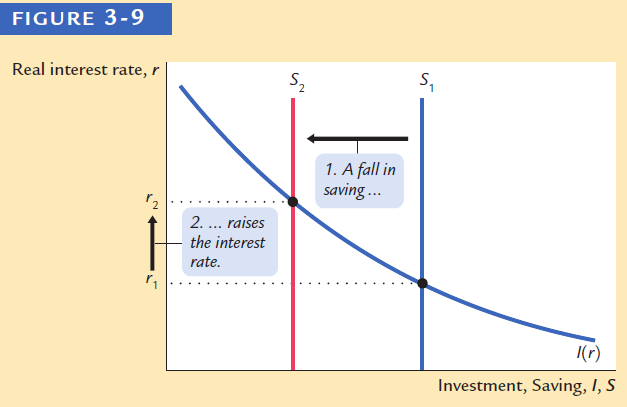 FIGURE 3-9
Real interest rate, r
S2
S1
1. A fall in
saving ...
r2
2. ... raises
the interest
rate.
r1
I(r)
Investment, Saving, I, S